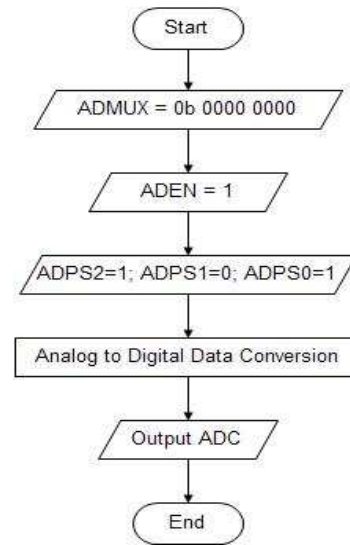 Start
ADMUX = 0b 0000 0000
ADEN = 1
ADPS2=1; ADPS1=0; ADPS0=1
Analog to Digital Data Conversion
Output ADC
End